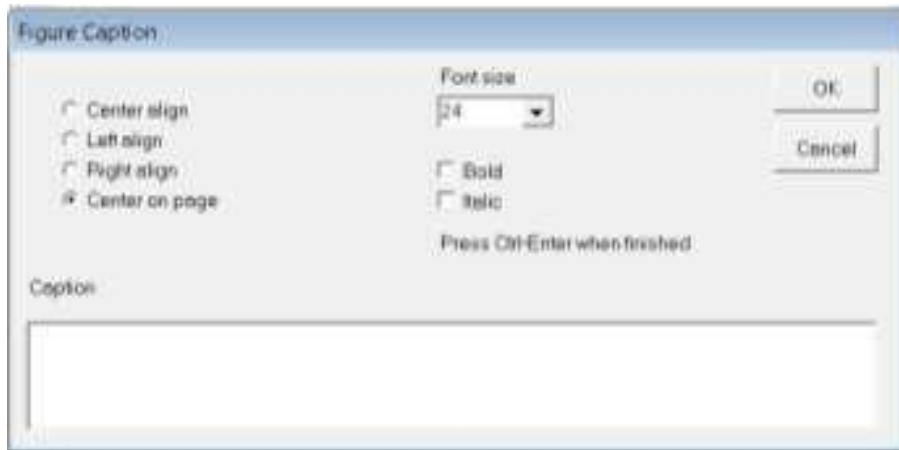 Figure Caption
Center align
Left align
Right align
Center on page
Font size
24
Bold
Italic
Press Ctrl-Enter when finished
OK
Cancel
Caption